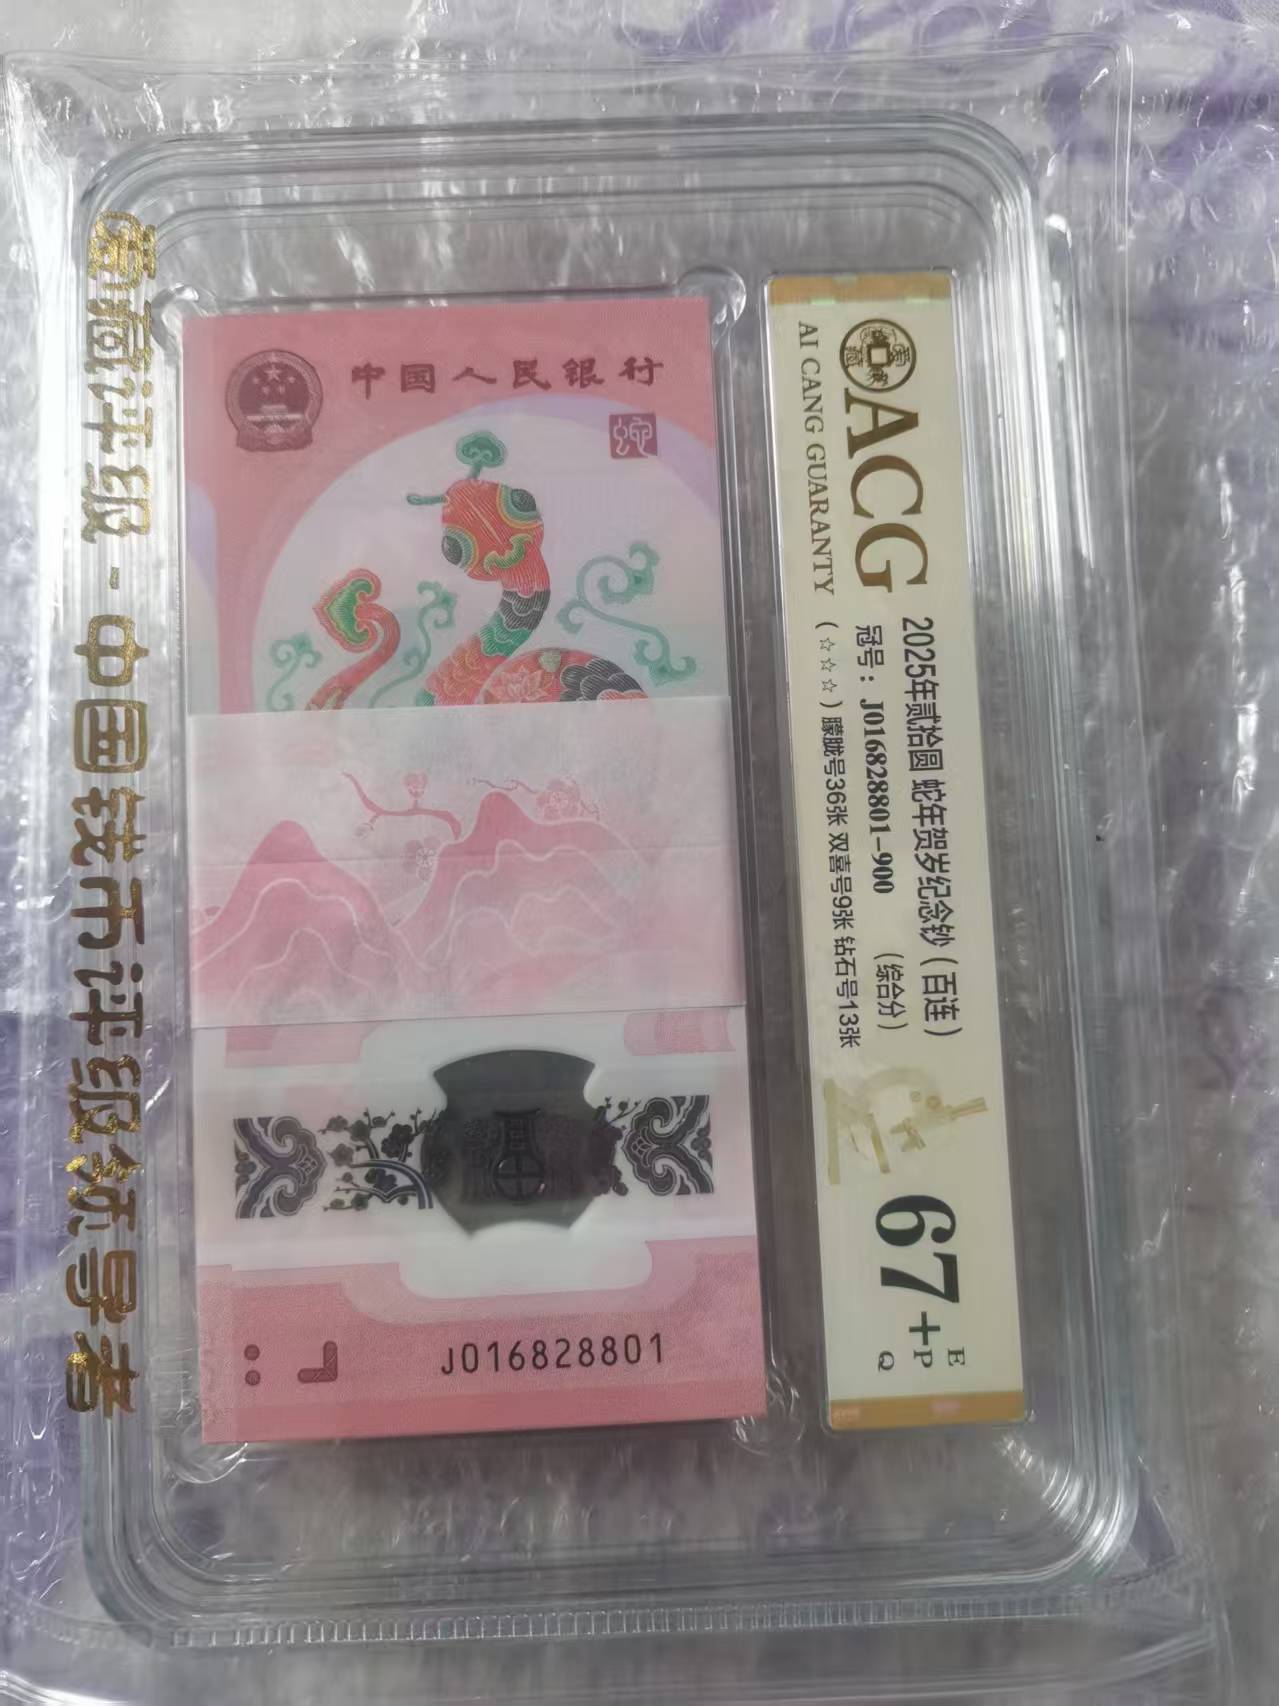 爱藏评级 - 中国钱币评级领导者
中国人民银行
蛇
J016828801
ACG
AI CANG GUARANTY
2025年贰拾圆 蛇年贺岁纪念钞（百连）
冠号：J016828801-900 （综合分）
（☆☆☆）朦胧号36张 双喜号9张 钻石号13张
67+
E
P
Q